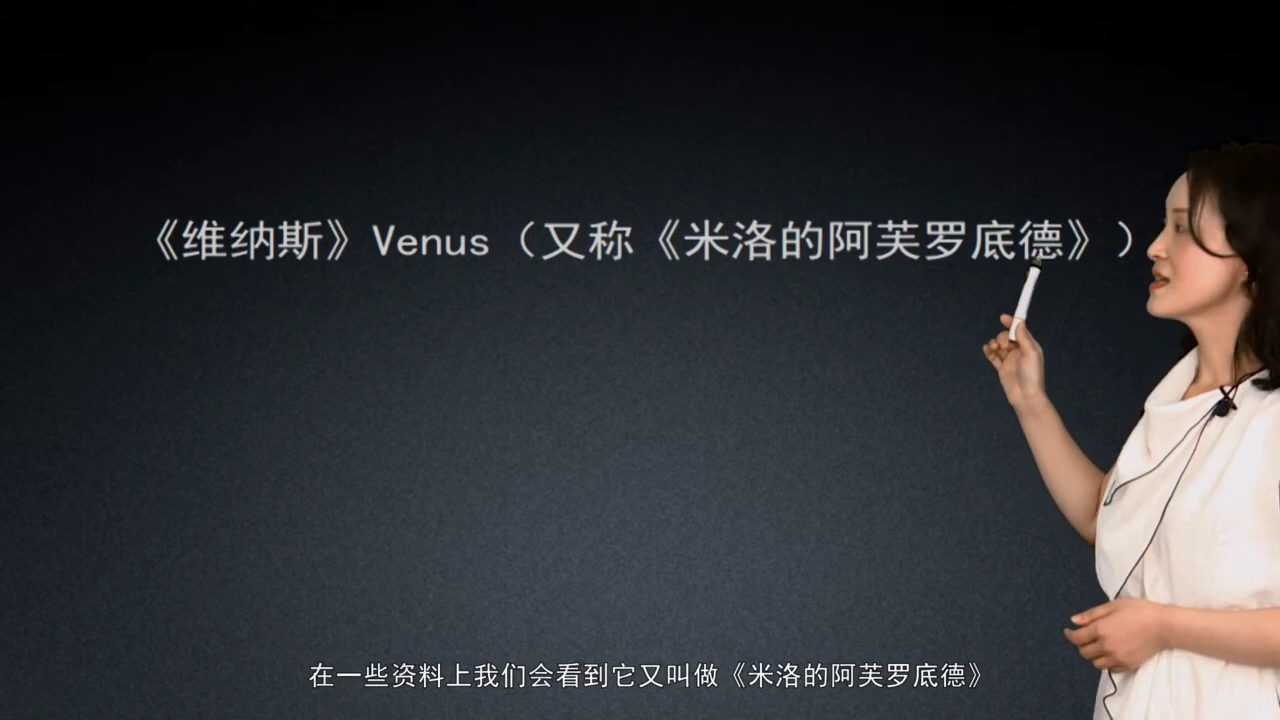 《维纳斯》Venus（又称《米洛的阿芙罗底德》）
在一些资料上我们会看到它又叫做《米洛的阿芙罗底德》